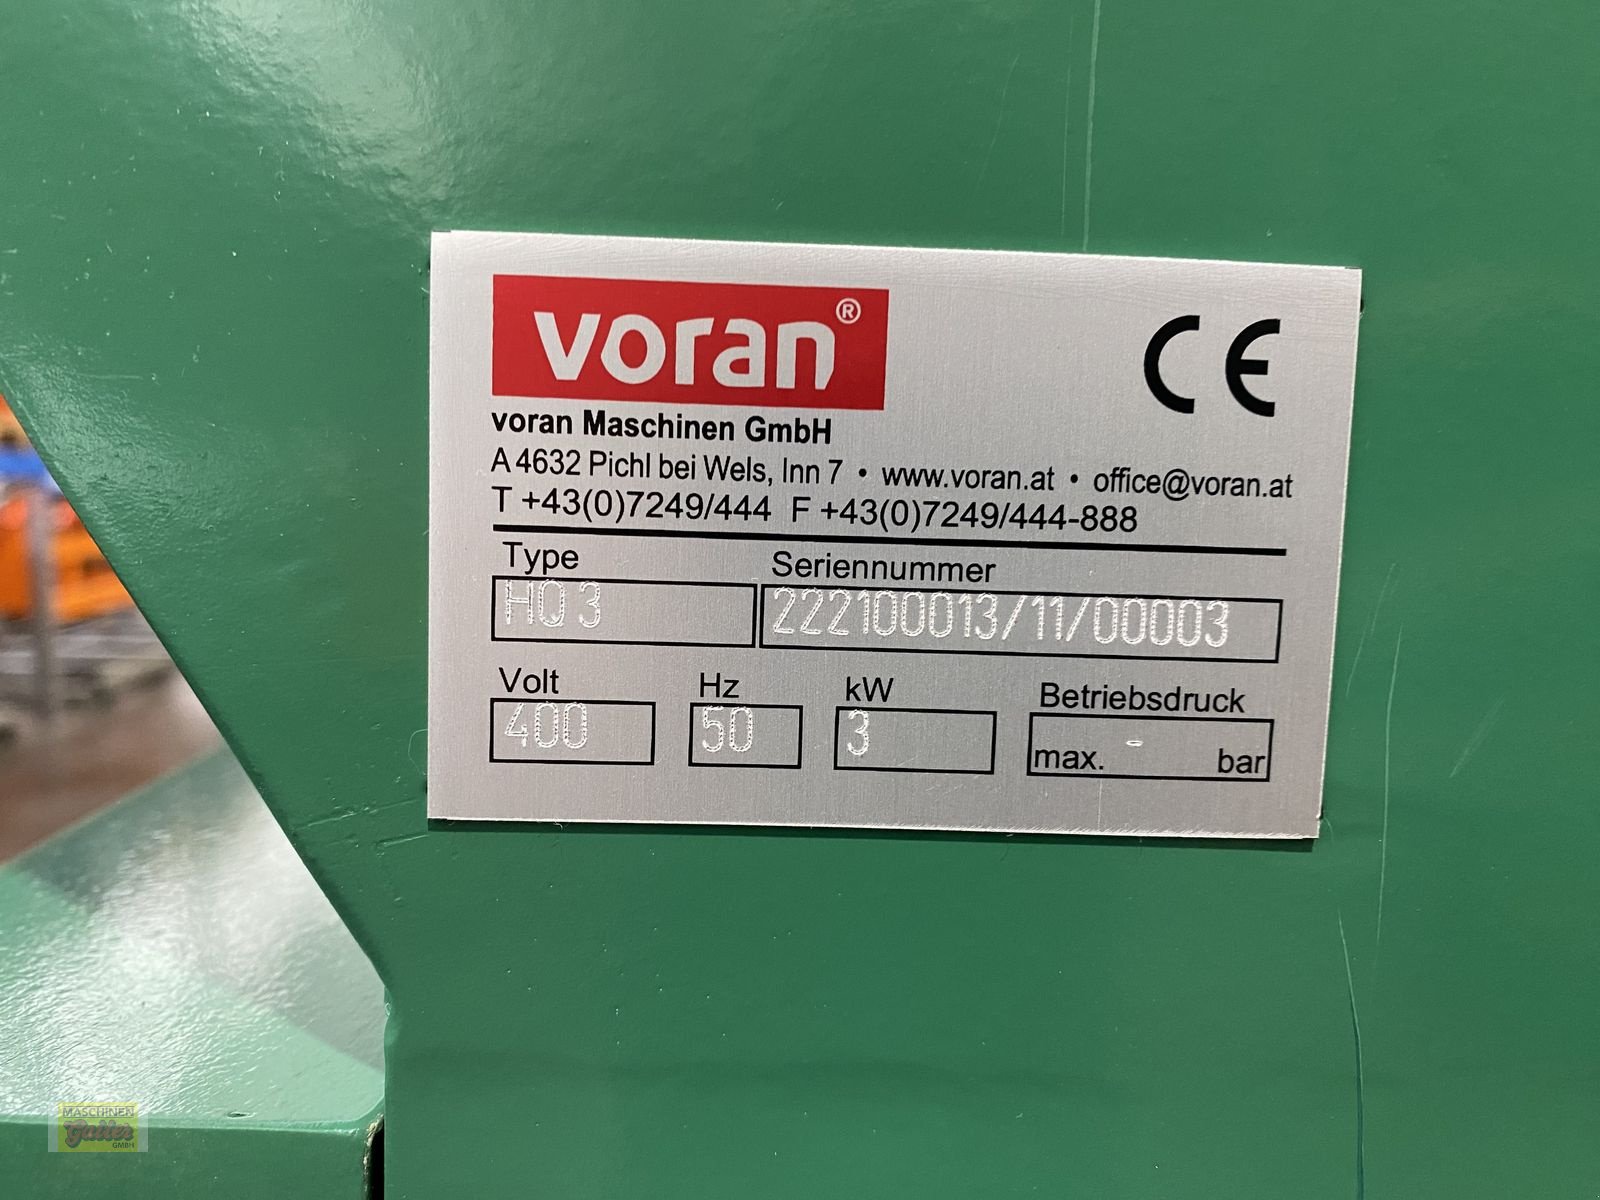 voran®
CE
voran Maschinen GmbH
A 4632 Pichl bei Wels, Inn 7 • www.voran.at • office@voran.at
T +43(0)7249/444 F +43(0)7249/444-888
Type Seriennummer
HQ 3 222100013/11/00003
Volt Hz kW Betriebsdruck
400 50 3 max. - bar
MASCHINEN
Gatter
GMBH